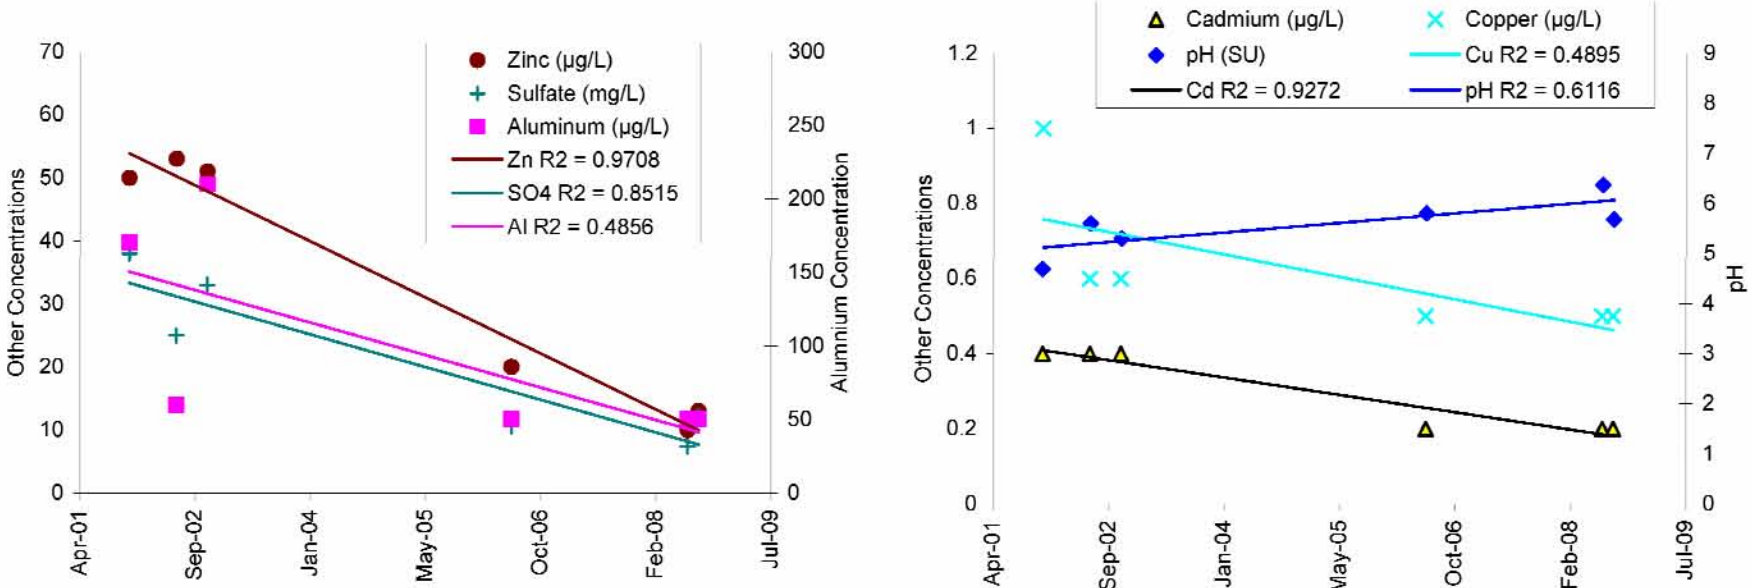 Zinc (µg/L)
Sulfate (mg/L)
Aluminum (µg/L)
Zn R2 = 0.9708
SO4 R2 = 0.8515
Al R2 = 0.4856
70
60
50
40
30
20
10
0
Other Concentrations
300
250
200
150
100
50
0
Alumnium Concentration
Apr-01
Sep-02
Jan-04
May-05
Oct-06
Feb-08
Jul-09
Cadmium (µg/L)
Copper (µg/L)
pH (SU)
Cu R2 = 0.4895
Cd R2 = 0.9272
pH R2 = 0.6116
1.2
1
0.8
0.6
0.4
0.2
0
Other Concentrations
9
8
7
6
5
4
3
2
1
0
pH
Apr-01
Sep-02
Jan-04
May-05
Oct-06
Feb-08
Jul-09